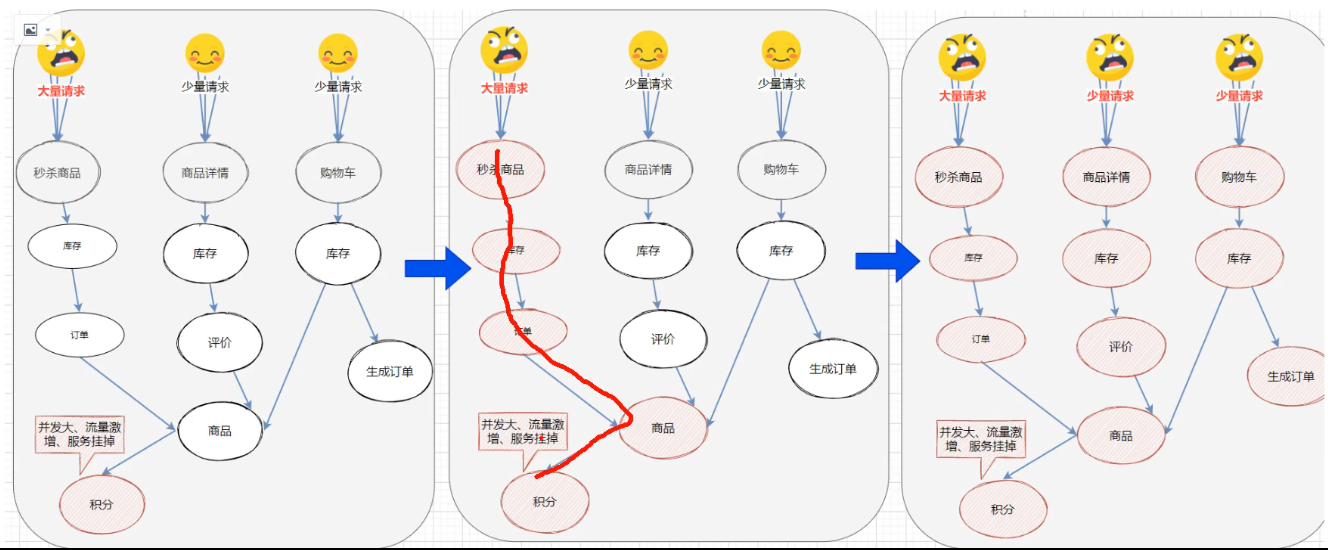 大量请求
少量请求
少量请求
秒杀商品
商品详情
购物车
库存
库存
库存
订单
评价
生成订单
商品
并发大、流量激
增、服务挂掉
积分
大量请求
少量请求
少量请求
秒杀商品
商品详情
购物车
库存
库存
库存
订单
评价
生成订单
商品
并发大、流量激
增、服务挂掉
积分
大量请求
少量请求
少量请求
秒杀商品
商品详情
购物车
库存
库存
库存
订单
评价
生成订单
商品
并发大、流量激
增、服务挂掉
积分